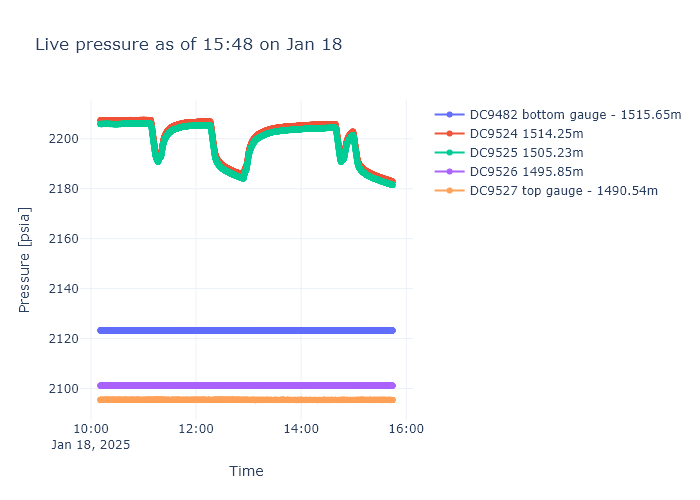 Live pressure as of 15:48 on Jan 18
DC9482 bottom gauge - 1515.65m
DC9524 1514.25m
DC9525 1505.23m
DC9526 1495.85m
DC9527 top gauge - 1490.54m
Pressure [psia]
2200
2180
2160
2140
2120
2100
10:00
12:00
14:00
16:00
Jan 18, 2025
Time